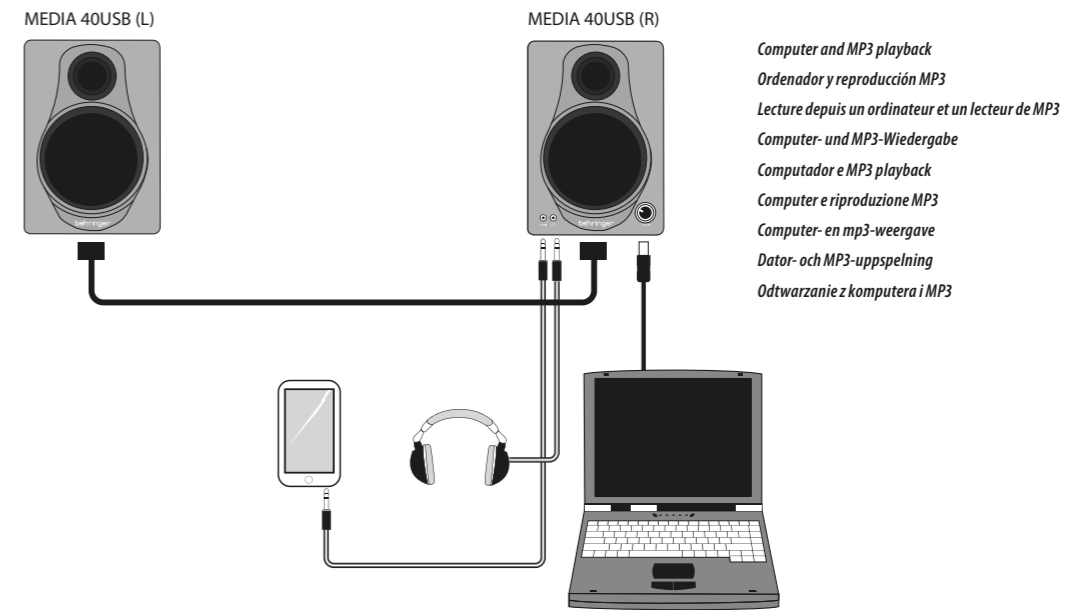 MEDIA 40USB (L)
MEDIA 40USB (R)
behringer
behringer
Computer and MP3 playback
Ordenador y reproducción MP3
Lecture depuis un ordinateur et un lecteur de MP3
Computer- und MP3-Wiedergabe
Computador e MP3 playback
Computer e riproduzione MP3
Computer- en mp3-weergave
Dator- och MP3-uppspelning
Odtwarzanie z komputera i MP3